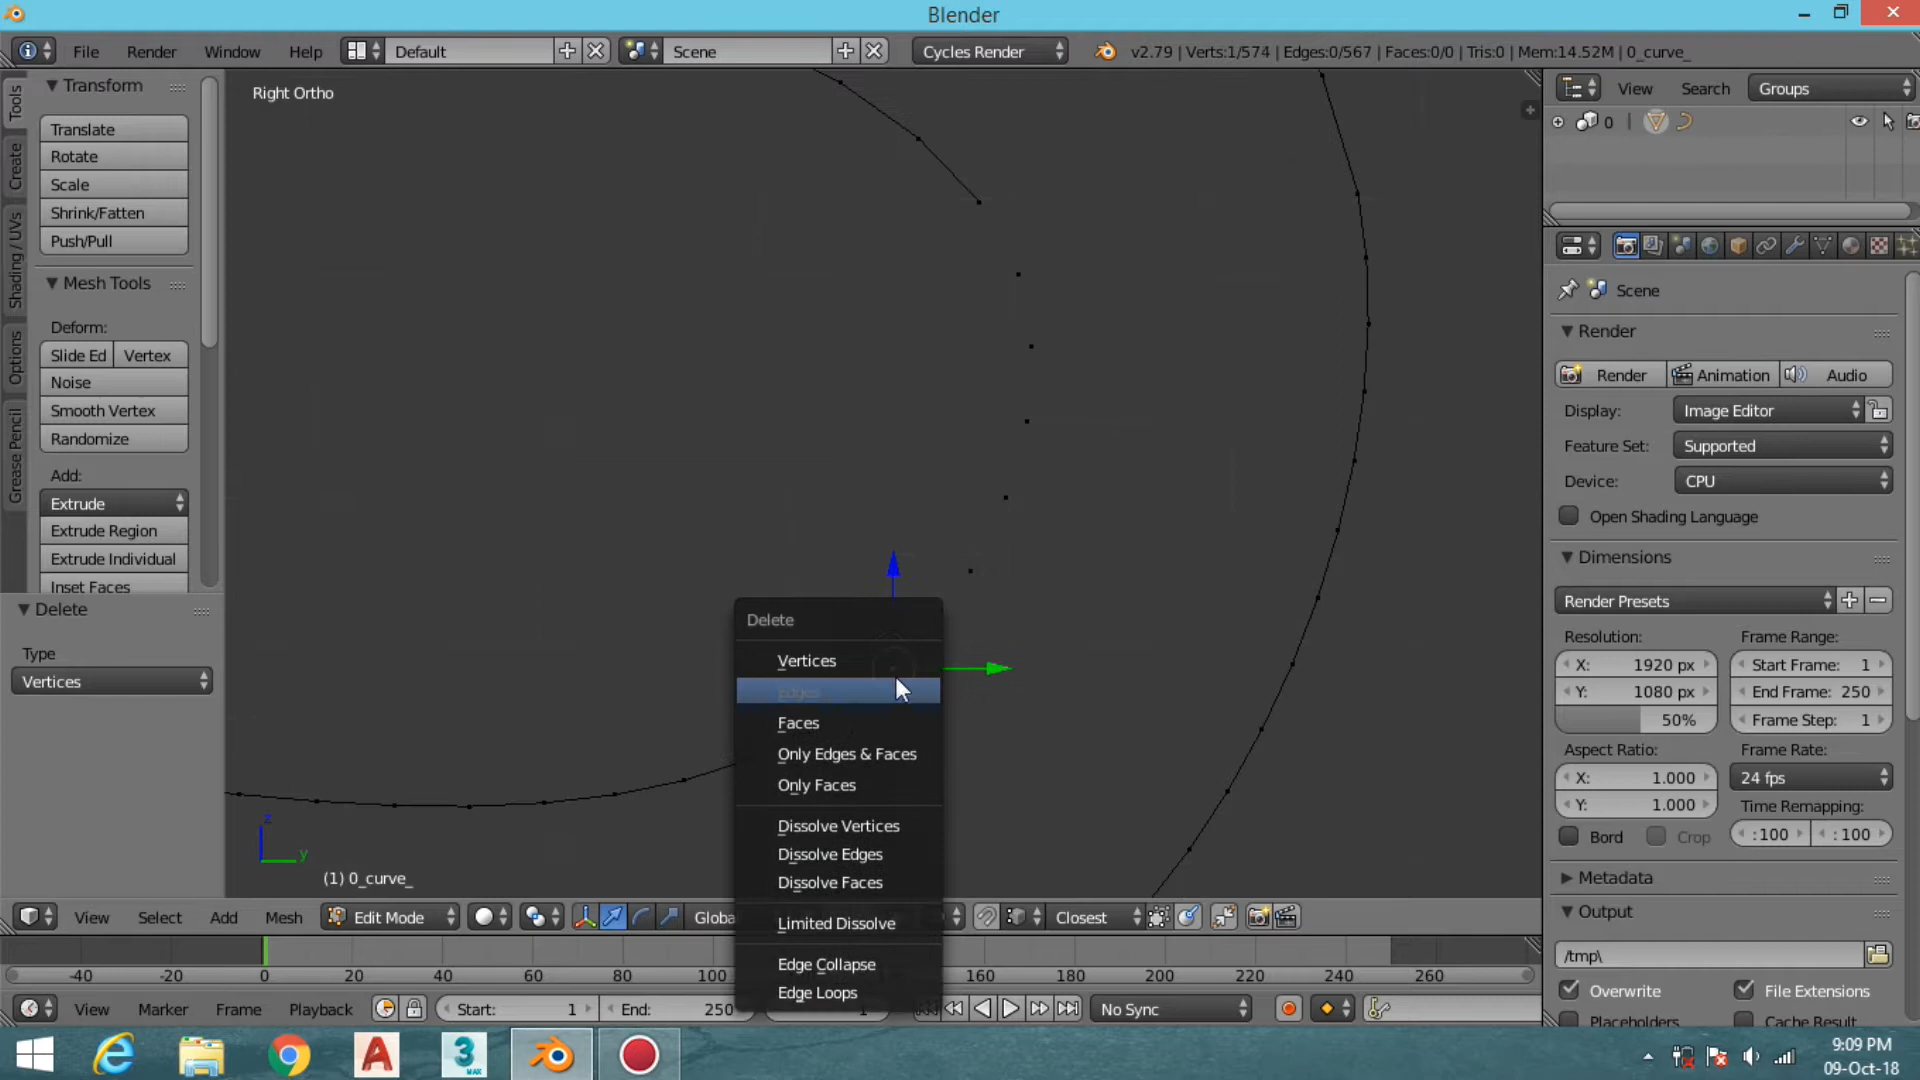 Blender
File Render Window Help Default Scene Cycles Render v2.79 | Verts:1/574 | Edges:0/567 | Faces:0/0 | Tris:0 | Mem:14.52M | 0_curve_
Tools
Create
Shading / UVs
Options
Grease Pencil
Transform
Translate
Rotate
Scale
Shrink/Fatten
Push/Pull
Mesh Tools
Deform:
Slide Ed Vertex
Noise
Smooth Vertex
Randomize
Add:
Extrude
Extrude Region
Extrude Individual
Inset Faces
Delete
Type
Vertices
Right Ortho
Delete
Vertices
Edges
Faces
Only Edges & Faces
Only Faces
Dissolve Vertices
Dissolve Edges
Dissolve Faces
Limited Dissolve
Edge Collapse
Edge Loops
z
y
(1) 0_curve_
View Select Add Mesh Edit Mode Globa Closest
-40 -20 0 20 40 60 80 100 160 180 200 220 240 260
View Marker Frame Playback Start: 1 End: 250 1 No Sync
View Search Groups
0
Scene
Render
Render Animation Audio
Display: Image Editor
Feature Set: Supported
Device: CPU
Open Shading Language
Dimensions
Render Presets
Resolution: Frame Range:
X: 1920 px Start Frame: 1
Y: 1080 px End Frame: 250
50% Frame Step: 1
Aspect Ratio: Frame Rate:
X: 1.000 24 fps
Y: 1.000 Time Remapping:
Bord Crop :100 :100
Metadata
Output
/tmp\
Overwrite File Extensions
Placeholders Cache Result
9:09 PM
09-Oct-18